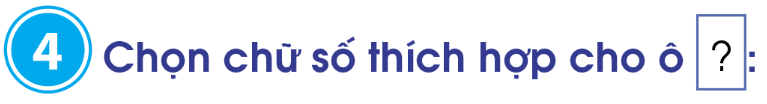 4 Chọn chữ số thích hợp cho ô ? :